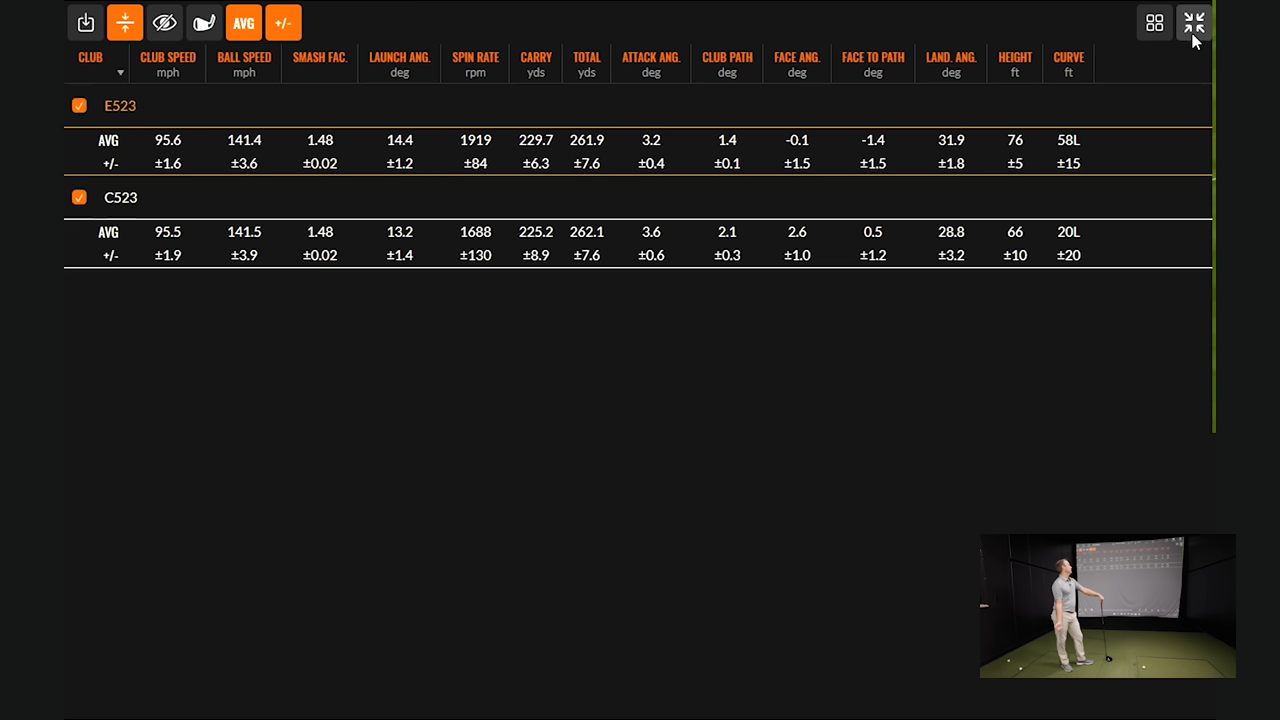 AVG +/-
CLUB CLUB SPEED BALL SPEED SMASH FAC. LAUNCH ANG. SPIN RATE CARRY TOTAL ATTACK ANG. CLUB PATH FACE ANG. FACE TO PATH LAND. ANG. HEIGHT CURVE
mph mph deg rpm yds yds deg deg deg deg deg ft ft
E523
AVG 95.6 141.4 1.48 14.4 1919 229.7 261.9 3.2 1.4 -0.1 -1.4 31.9 76 58L
+/- ±1.6 ±3.6 ±0.02 ±1.2 ±84 ±6.3 ±7.6 ±0.4 ±0.1 ±1.5 ±1.5 ±1.8 ±5 ±15
C523
AVG 95.5 141.5 1.48 13.2 1688 225.2 262.1 3.6 2.1 2.6 0.5 28.8 66 20L
+/- ±1.9 ±3.9 ±0.02 ±1.4 ±130 ±8.9 ±7.6 ±0.6 ±0.3 ±1.0 ±1.2 ±3.2 ±10 ±20